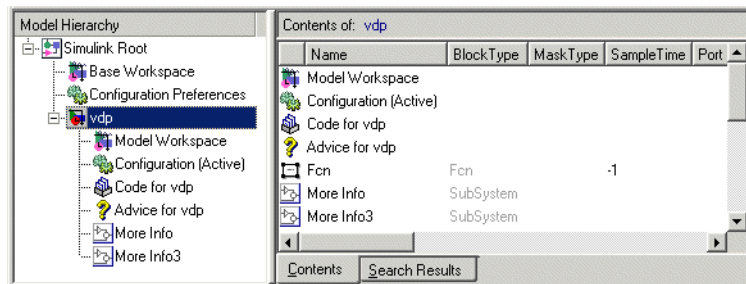 Model Hierarchy
Simulink Root
Base Workspace
Configuration Preferences
vdp
Model Workspace
Configuration (Active)
Code for vdp
Advice for vdp
More Info
More Info3
Contents of: vdp
Name BlockType MaskType SampleTime Port
Model Workspace
Configuration (Active)
Code for vdp
Advice for vdp
Fcn Fcn -1
More Info SubSystem
More Info3 SubSystem
Contents Search Results